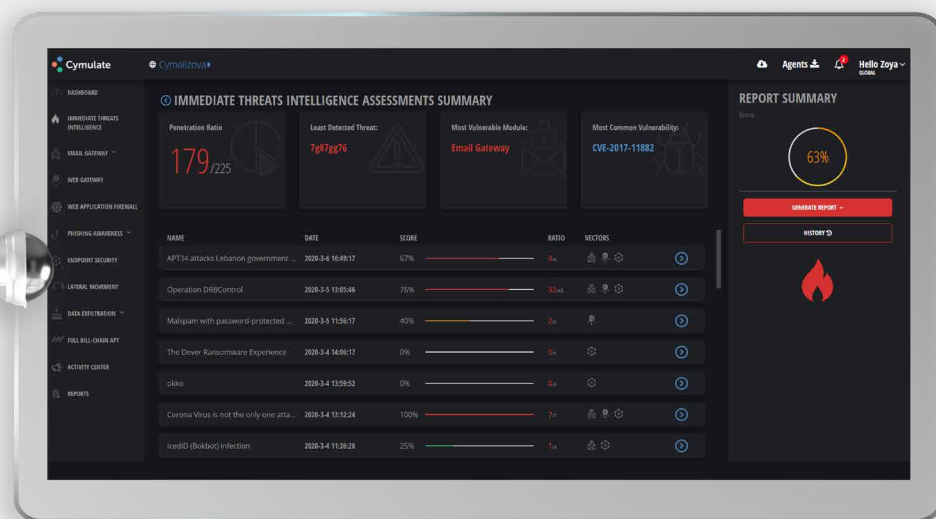 Cymulate
Cymalizoya
Agents
2
Hello Zoya
GLOBAL
DASHBOARD
IMMEDIATE THREATS
INTELLIGENCE
EMAIL GATEWAY
WEB GATEWAY
WEB APPLICATION FIREWALL
PHISHING AWARENESS
ENDPOINT SECURITY
LATERAL MOVEMENT
DATA EXFILTRATION
FULL KILL-CHAIN APT
ACTIVITY CENTER
REPORTS
IMMEDIATE THREATS INTELLIGENCE ASSESSMENTS SUMMARY
Penetration Ratio
179/225
Least Detected Threat:
7g87gg76
Most Vulnerable Module:
Email Gateway
Most Common Vulnerability:
CVE-2017-11882
NAME DATE SCORE RATIO VECTORS
APT34 attacks Lebanon government ... 2020-3-6 16:49:17 67%
Operation DRBControl 2020-3-5 13:05:46 76%
Malspam with password-protected ... 2020-3-5 11:56:17 40%
The Dever Ransomware Experience 2020-3-4 14:06:17 0%
okko 2020-3-4 13:59:52 0%
Corona Virus is not the only one atta... 2020-3-4 13:12:24 100%
IcedID (Bokbot) Infection 2020-3-4 11:26:26 25%
REPORT SUMMARY
Score
63%
GENERATE REPORT
HISTORY